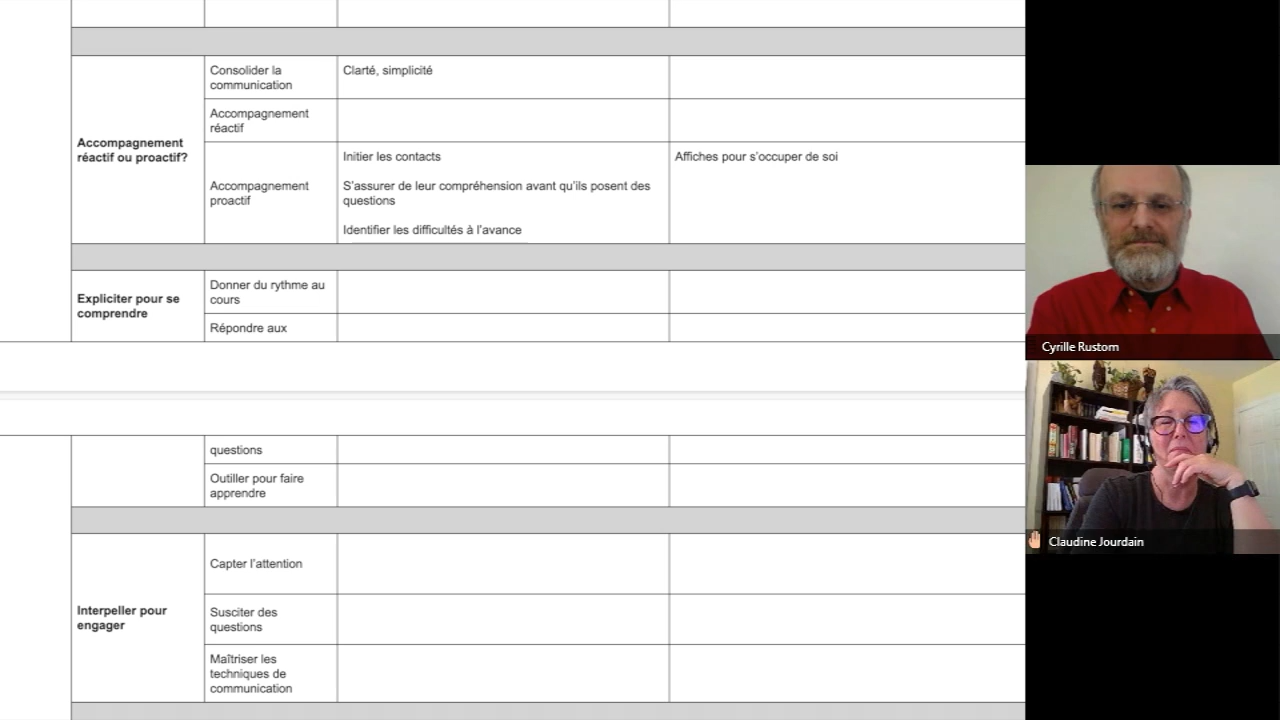 Accompagnement
réactif ou proactif?
Consolider la
communication
Clarté, simplicité
Accompagnement
réactif
Accompagnement
proactif
Initier les contacts
S'assurer de leur compréhension avant qu'ils posent des
questions
Identifier les difficultés à l'avance
Affiches pour s'occuper de soi
Expliciter pour se
comprendre
Donner du rythme au
cours
Répondre aux
questions
Outiller pour faire
apprendre
Interpeller pour
engager
Capter l'attention
Susciter des
questions
Maîtriser les
techniques de
communication
Cyrille Rustom
Claudine Jourdain